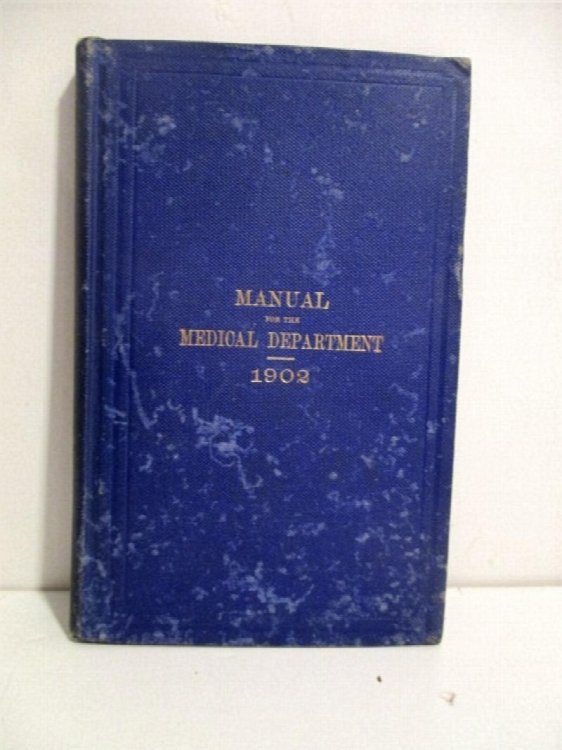 MANUAL
FOR THE
MEDICAL DEPARTMENT
1902